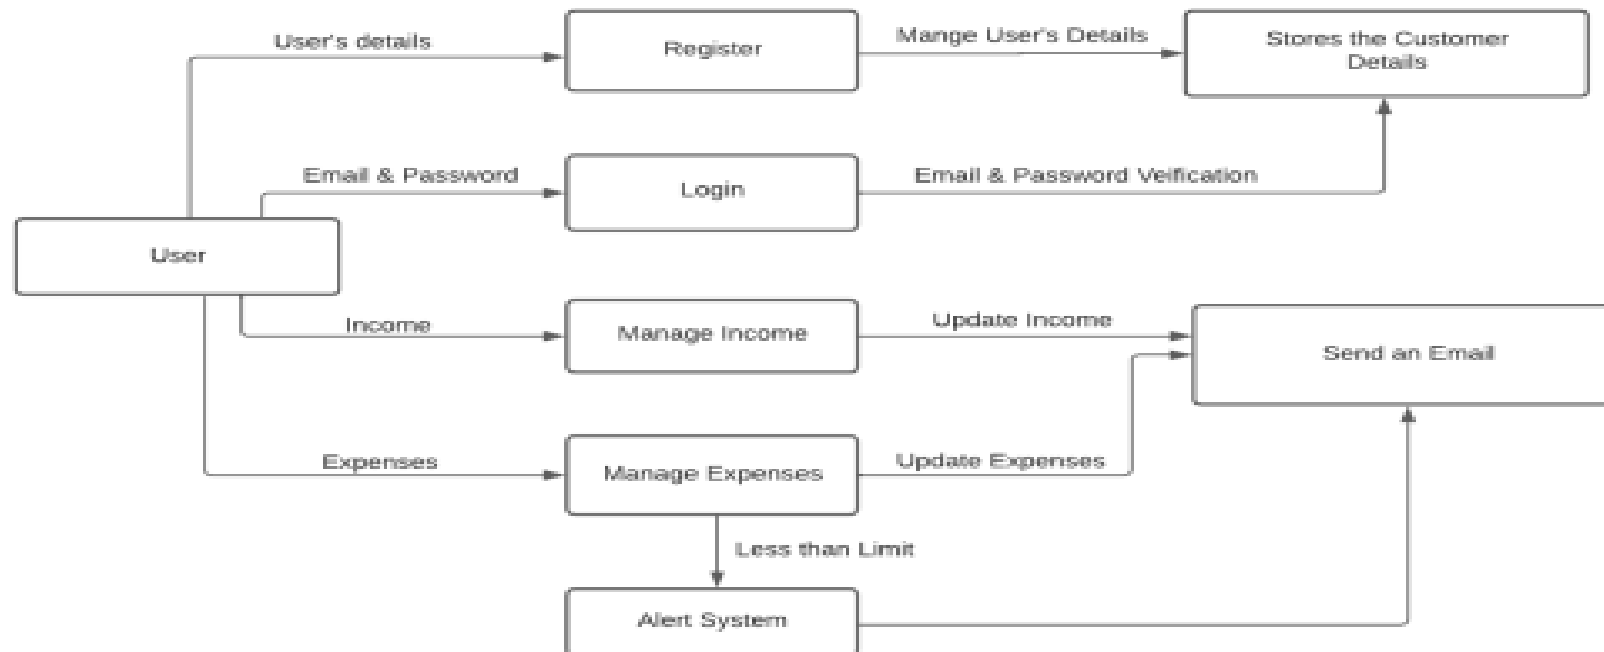 User's details
Register
Mange User's Details
Stores the Customer
Details
Email & Password
Login
Email & Password Veification
User
Income
Manage Income
Update Income
Send an Email
Expenses
Manage Expenses
Update Expenses
Less than Limit
Alert System